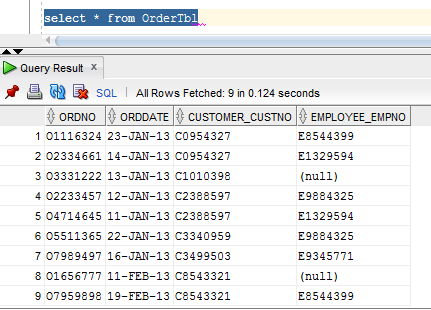 select * from OrderTbl
Query Result x
SQL | All Rows Fetched: 9 in 0.124 seconds
ORDNO ORDDATE CUSTOMER_CUSTNO EMPLOYEE_EMPNO
1 O1116324 23-JAN-13 C0954327 E8544399
2 O2334661 14-JAN-13 C0954327 E1329594
3 O3331222 13-JAN-13 C1010398 (null)
4 O2233457 12-JAN-13 C2388597 E9884325
5 O4714645 11-JAN-13 C2388597 E1329594
6 O5511365 22-JAN-13 C3340959 E9884325
7 O7989497 16-JAN-13 C3499503 E9345771
8 O1656777 11-FEB-13 C8543321 (null)
9 O7959898 19-FEB-13 C8543321 E8544399